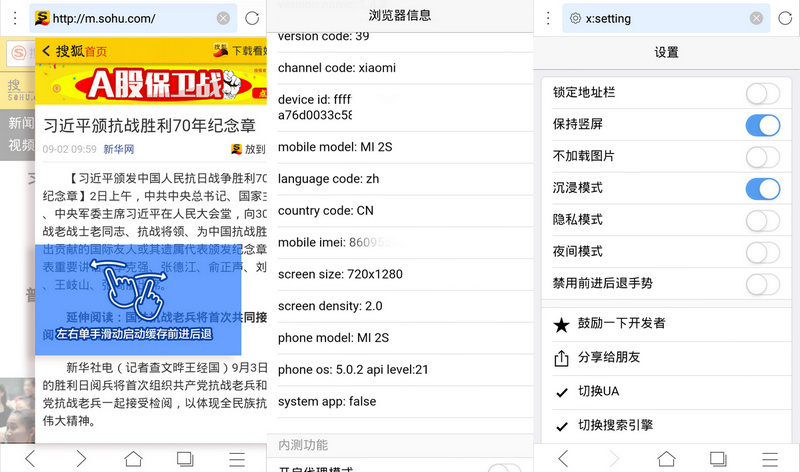 http://m.sohu.com/
搜狐首页
搜狐
下载看
搜
SOHU
新闻
视频
A股保卫战
习近平颁抗战胜利70年纪念章
09-02 09:59 新华网
放到
【习近平颁发中国人民抗日战争胜利70
纪念章】2日上午，中共中央总书记、国家主
、中央军委主席习近平在人民大会堂，向30
战老战士老同志、抗战将领、为中国抗战胜
出贡献的国际友人或其遗属代表颁发纪念章
表重要讲
克强、张德江、俞正声、刘
、王岐山、张
左右单手滑动启动缓存前进后退
延伸阅读：国
抗战老兵将首次共同接
阅
新华社电（记者查文晔王经国）9月3日
的胜利日阅兵将首次组织共产党抗战老兵和
党抗战老兵一起接受检阅，以体现全民族抗
伟大精神。
浏览器信息
version code: 39
channel code: xiaomi
device id: ffff
a76d0033c58
mobile model: MI 2S
language code: zh
country code: CN
mobile imei: 86095
screen size: 720x1280
screen density: 2.0
phone model: MI 2S
phone os: 5.0.2 api level:21
system app: false
内测功能
开启代理模式
x:setting
设置
锁定地址栏
保持竖屏
不加载图片
沉浸模式
隐私模式
夜间模式
禁用前进后退手势
鼓励一下开发者
分享给朋友
切换UA
切换搜索引擎